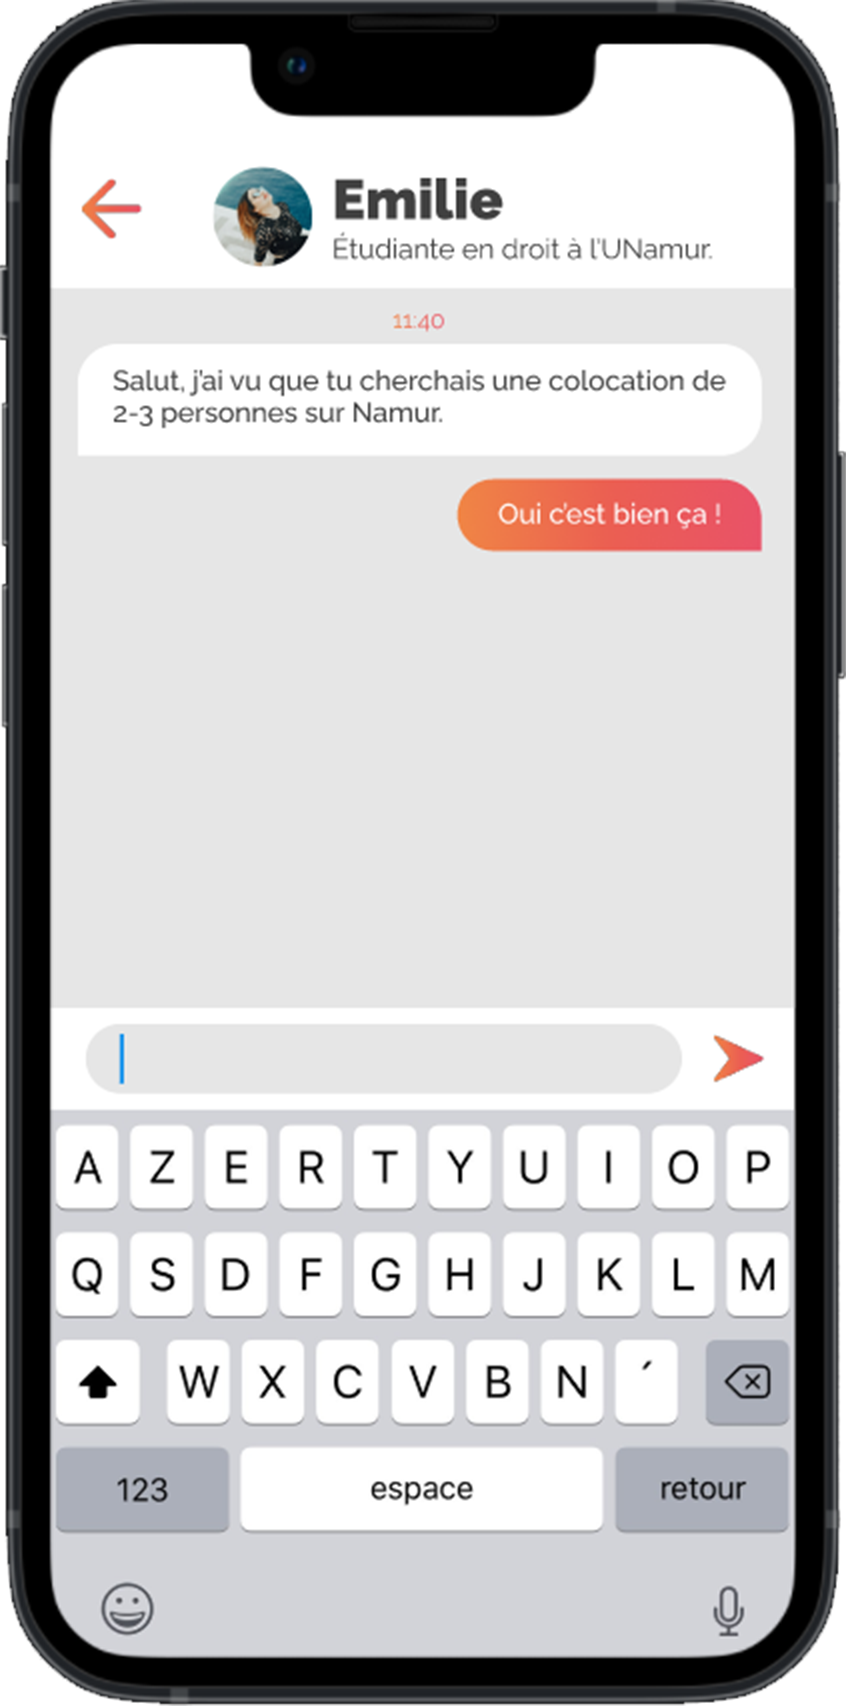 Emilie
Étudiante en droit à l'UNamur.
11:40
Salut, j'ai vu que tu cherchais une colocation de
2-3 personnes sur Namur.
Oui c'est bien ça !
A Z E R T Y U I O P
Q S D F G H J K L M
W X C V B N ´
123 espace retour